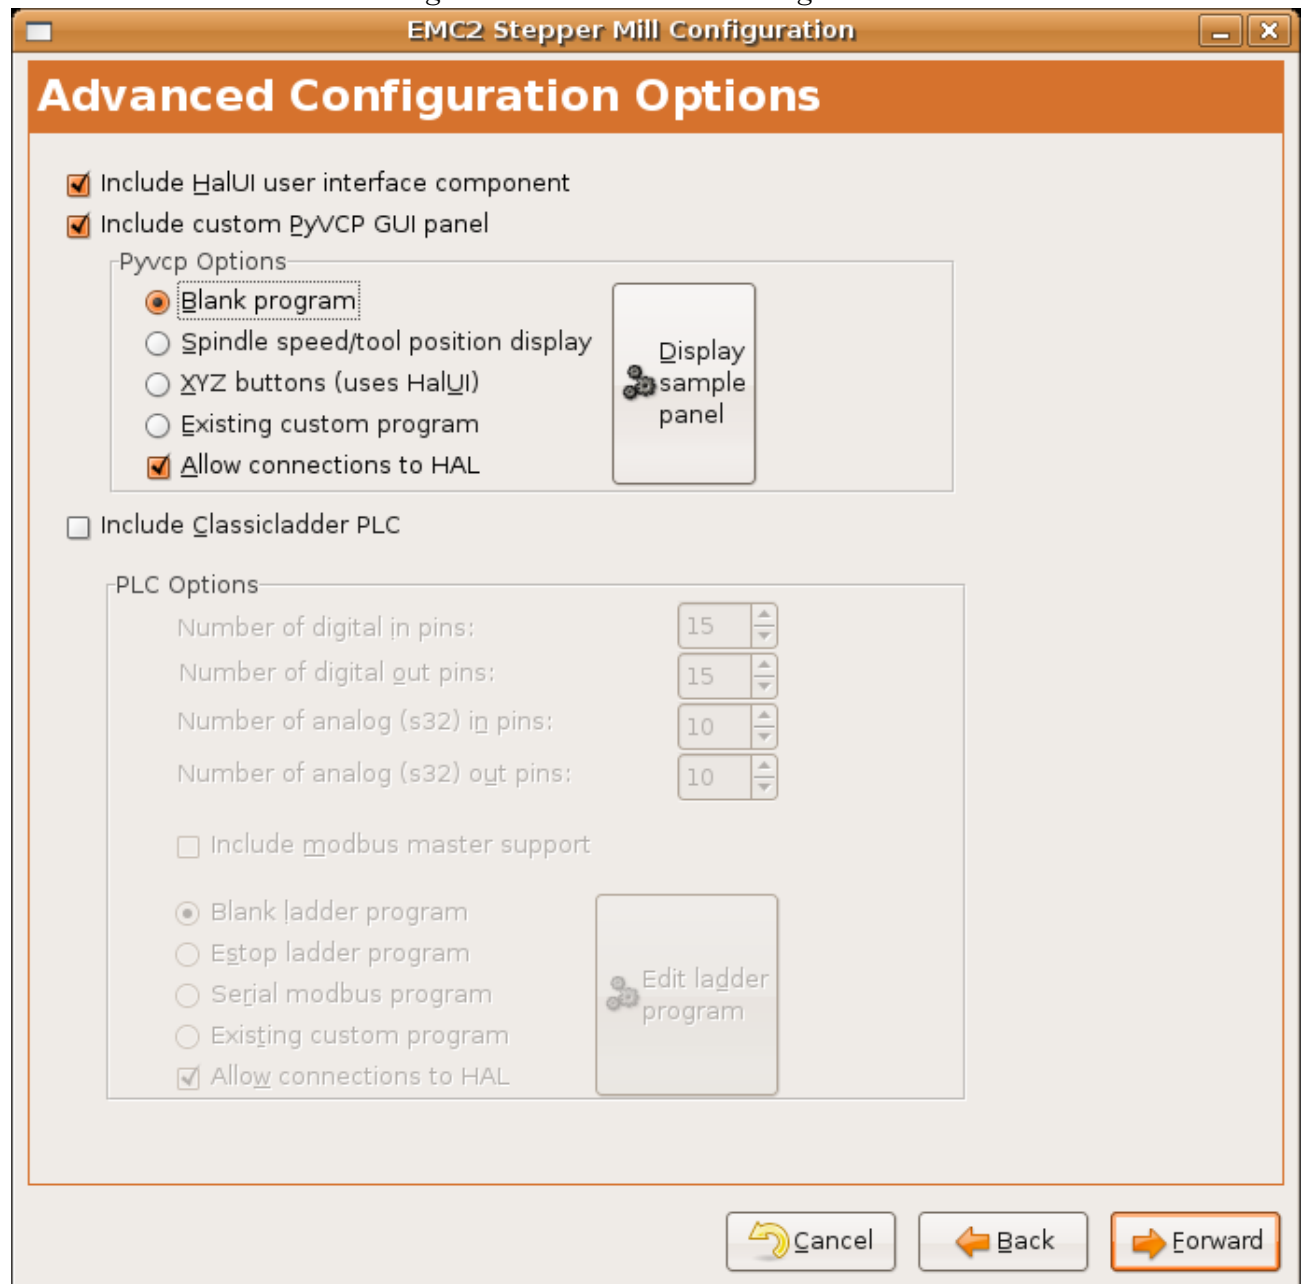 EMC2 Stepper Mill Configuration
Advanced Configuration Options
Include HalUI user interface component
Include custom PyVCP GUI panel
Pyvcp Options
Blank program
Spindle speed/tool position display
XYZ buttons (uses HalUI)
Existing custom program
Allow connections to HAL
Display
sample
panel
Include Classicladder PLC
PLC Options
Number of digital in pins: 15
Number of digital out pins: 15
Number of analog (s32) in pins: 10
Number of analog (s32) out pins: 10
Include modbus master support
Blank ladder program
Estop ladder program
Serial modbus program
Existing custom program
Allow connections to HAL
Edit ladder
program
Cancel Back Forward